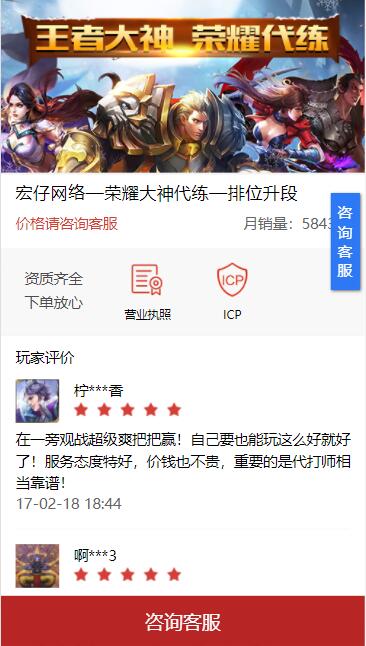 王者大神 荣耀代练
宏仔网络—荣耀大神代练—排位升段
价格请咨询客服
月销量：5843
咨询客服
资质齐全
下单放心
营业执照
ICP
ICP
玩家评价
柠***香
在一旁观战超级爽把把赢！自己要也能玩这么好就好
了！服务态度特好，价钱也不贵，重要的是代打师相
当靠谱！
17-02-18 18:44
啊***3
咨询客服